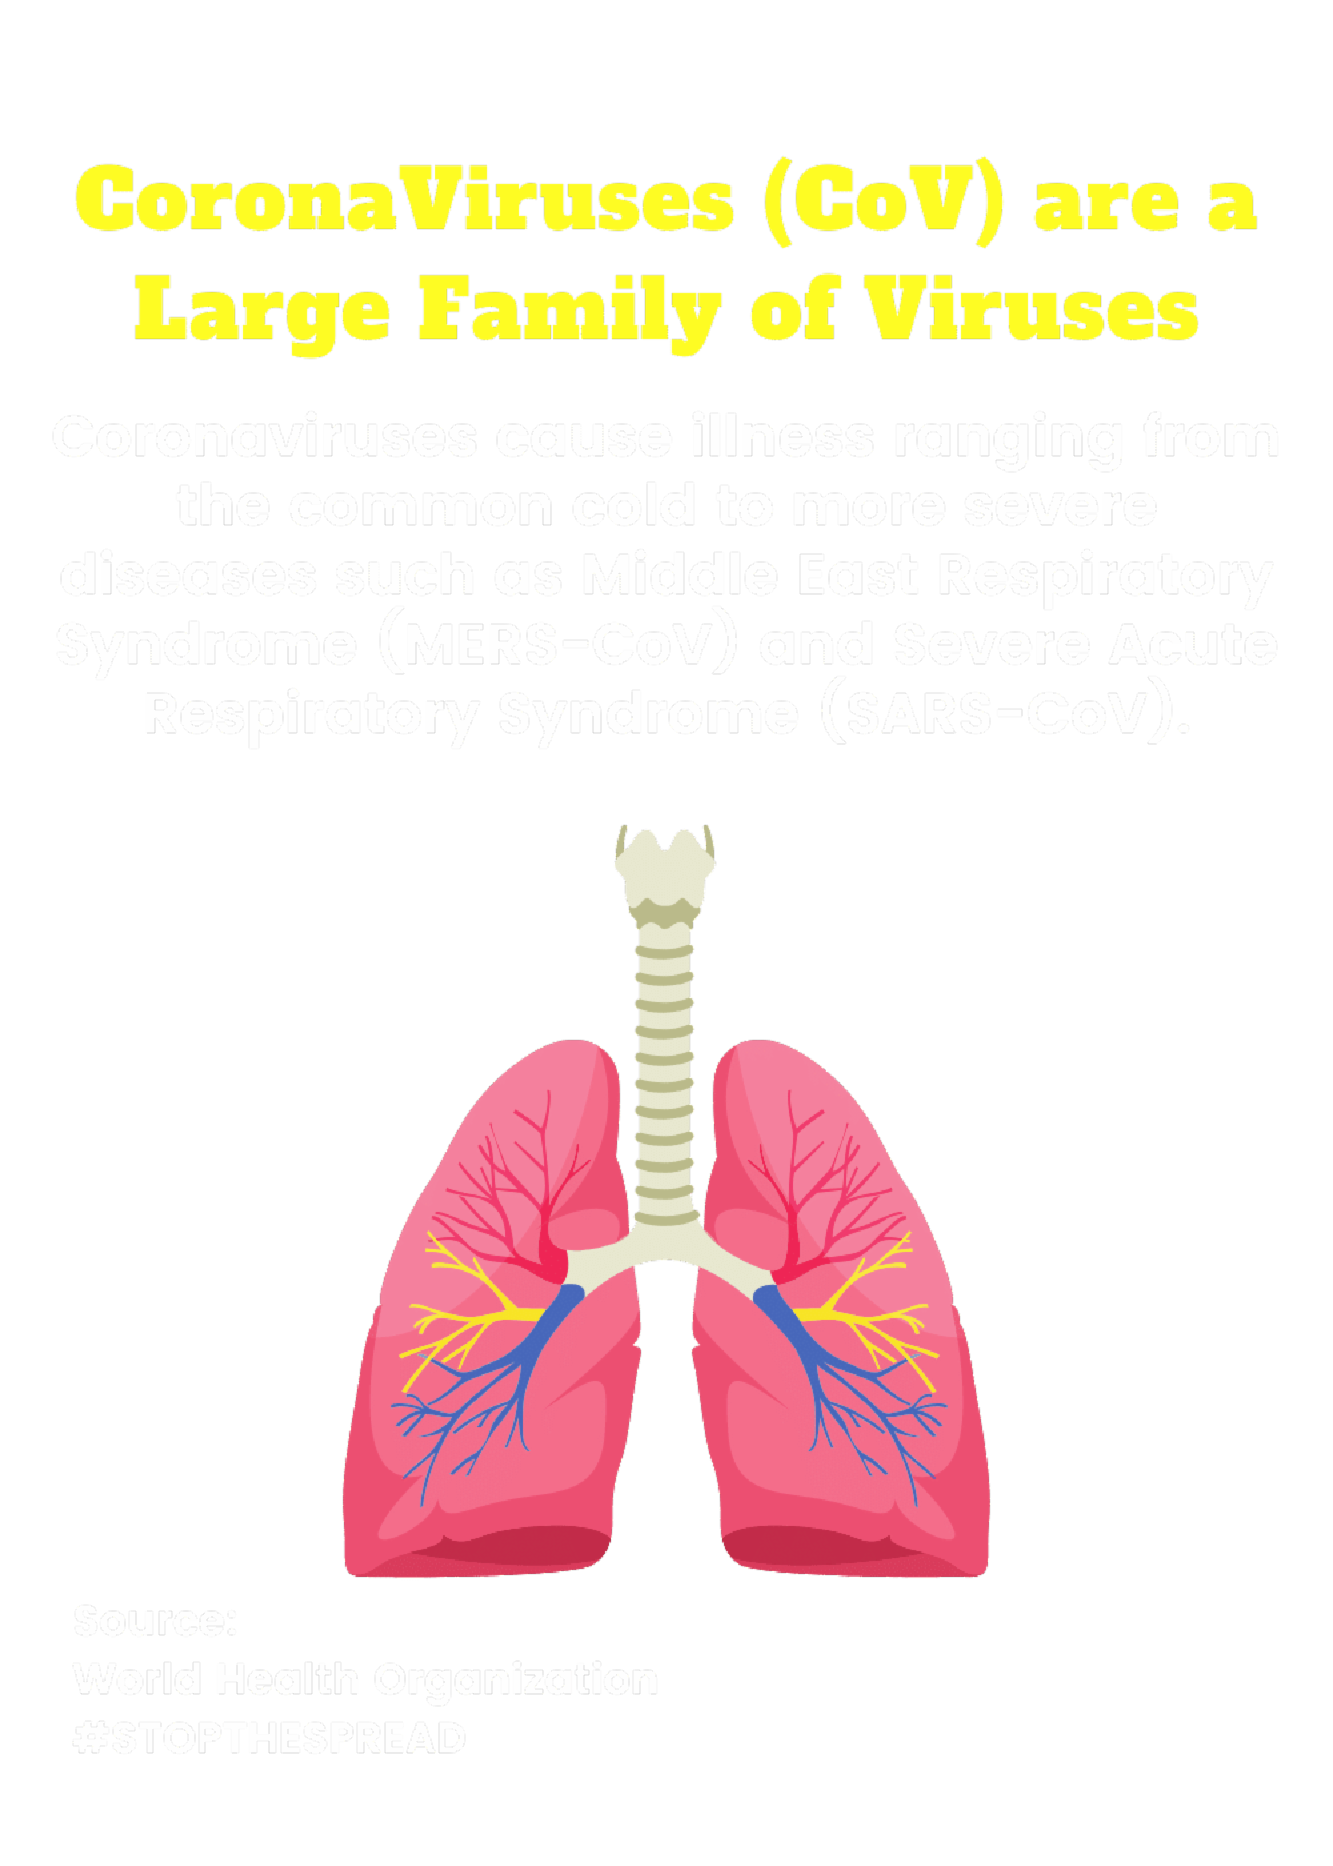 CoronaViruses (CoV) are a
Large Family of Viruses
Coronaviruses cause illness ranging from
the common cold to more severe
diseases such as Middle East Respiratory
Syndrome (MERS-CoV) and Severe Acute
Respiratory Syndrome (SARS-CoV).
Source:
World Health Organization
#STOPTHESPREAD